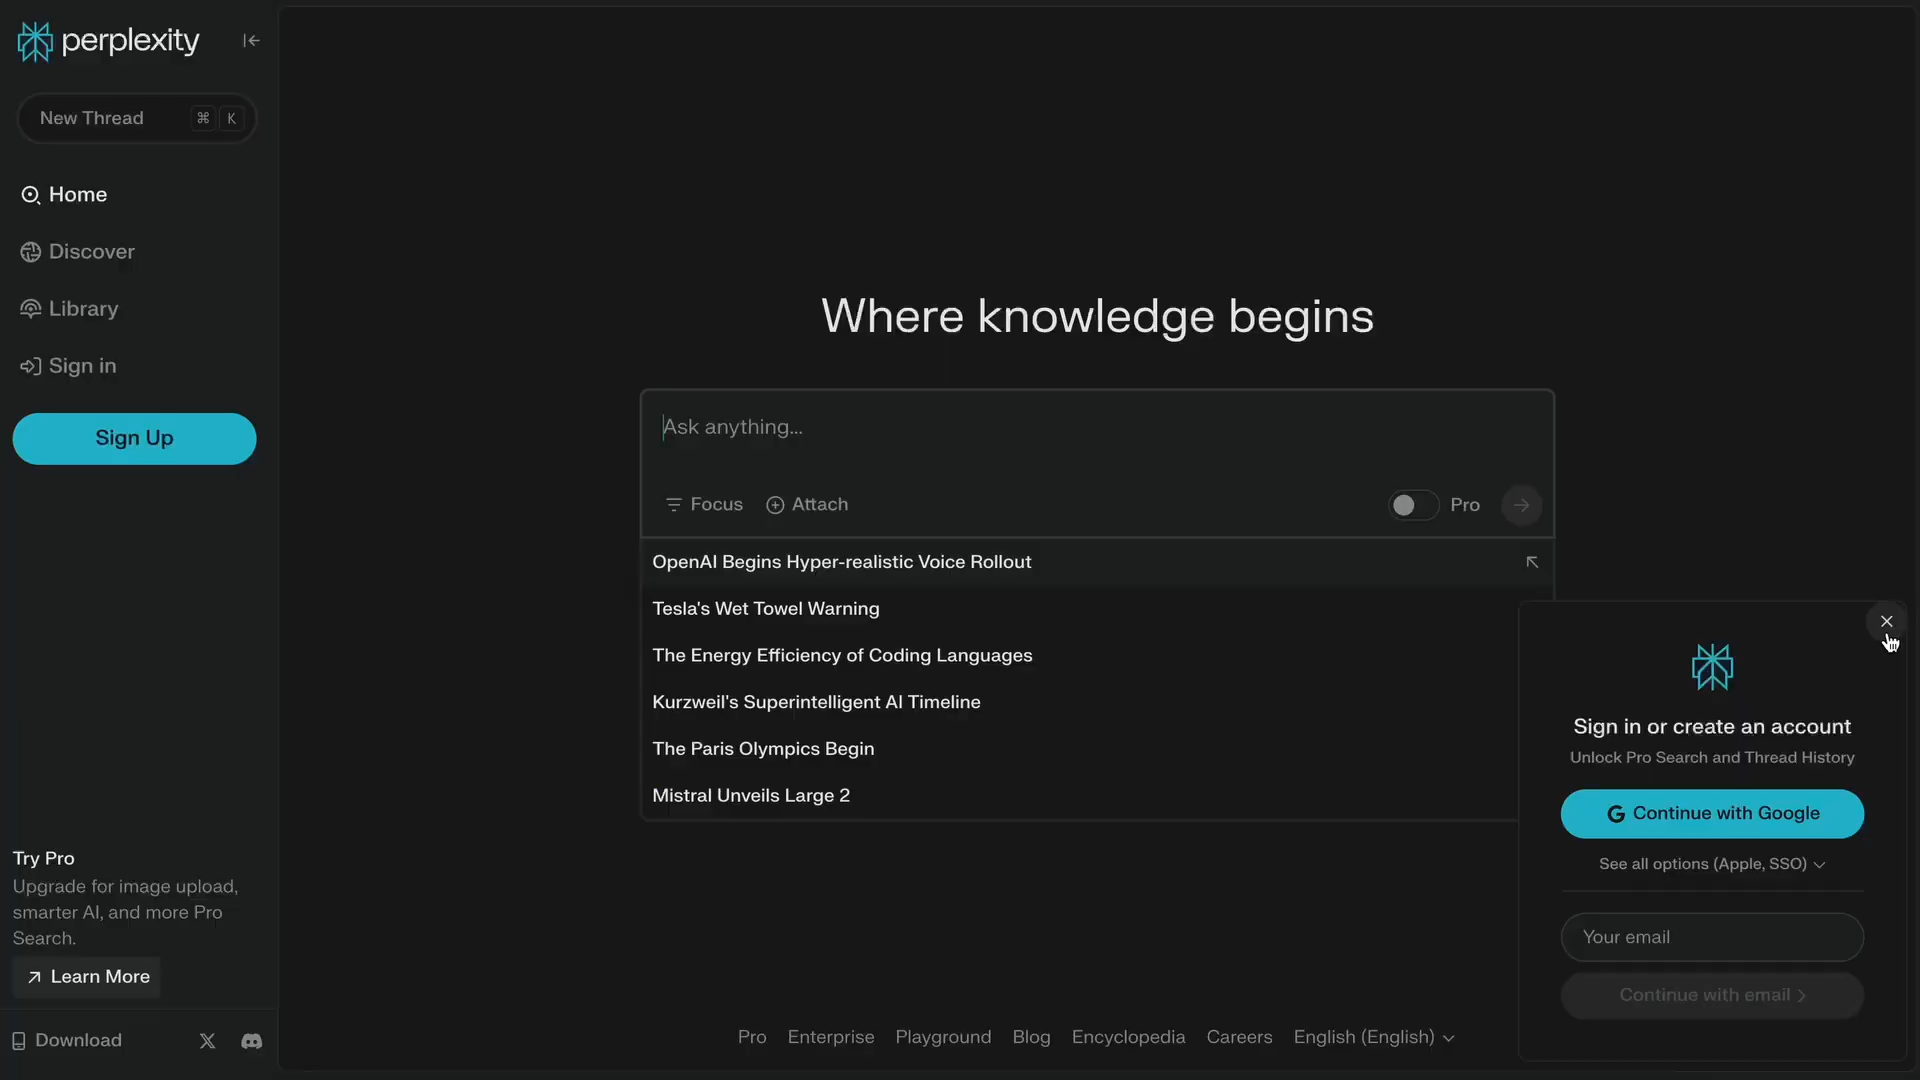 perplexity
New Thread ⌘ K
Home
Discover
Library
Sign in
Sign Up
Try Pro
Upgrade for image upload,
smarter AI, and more Pro
Search.
Learn More
Download
Where knowledge begins
Ask anything...
Focus Attach Pro
OpenAI Begins Hyper-realistic Voice Rollout
Tesla's Wet Towel Warning
The Energy Efficiency of Coding Languages
Kurzweil's Superintelligent AI Timeline
The Paris Olympics Begin
Mistral Unveils Large 2
Pro Enterprise Playground Blog Encyclopedia Careers English (English)
Sign in or create an account
Unlock Pro Search and Thread History
Continue with Google
See all options (Apple, SSO)
Your email
Continue with email